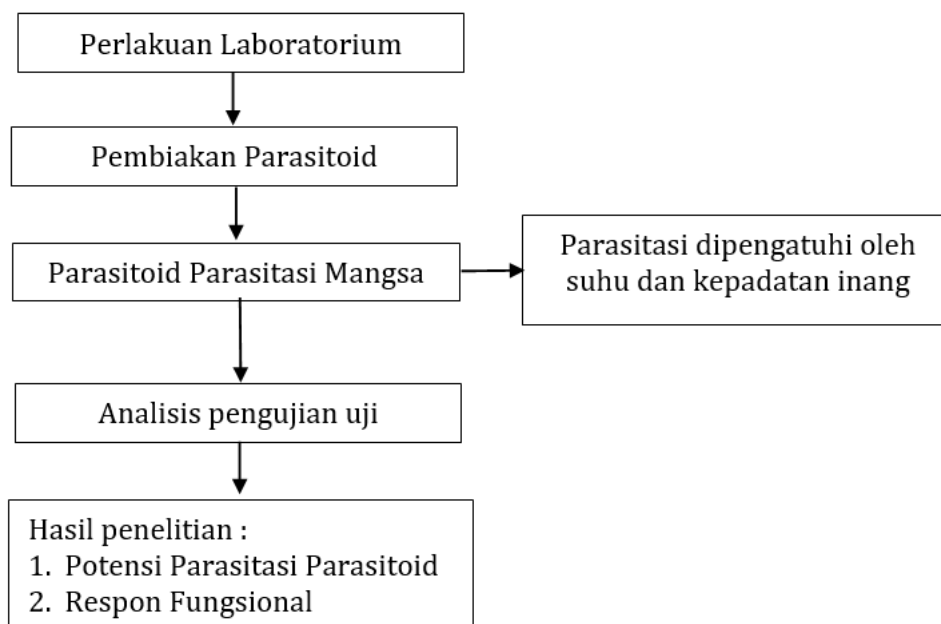 Perlakuan Laboratorium
Pembiakan Parasitoid
Parasitoid Parasitasi Mangsa
Parasitasi dipengatuhi oleh
suhu dan kepadatan inang
Analisis pengujian uji
Hasil penelitian :
1. Potensi Parasitasi Parasitoid
2. Respon Fungsional